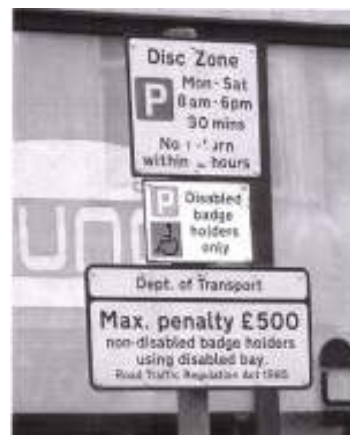 Disc Zone
P
Mon-Sat
8am-6pm
30 mins
No return
within hours
P
Disabled
badge
holders
only
Dept. of Transport
Max. penalty £500
non-disabled badge holders
using disabled bay.
Road Traffic Regulation Act